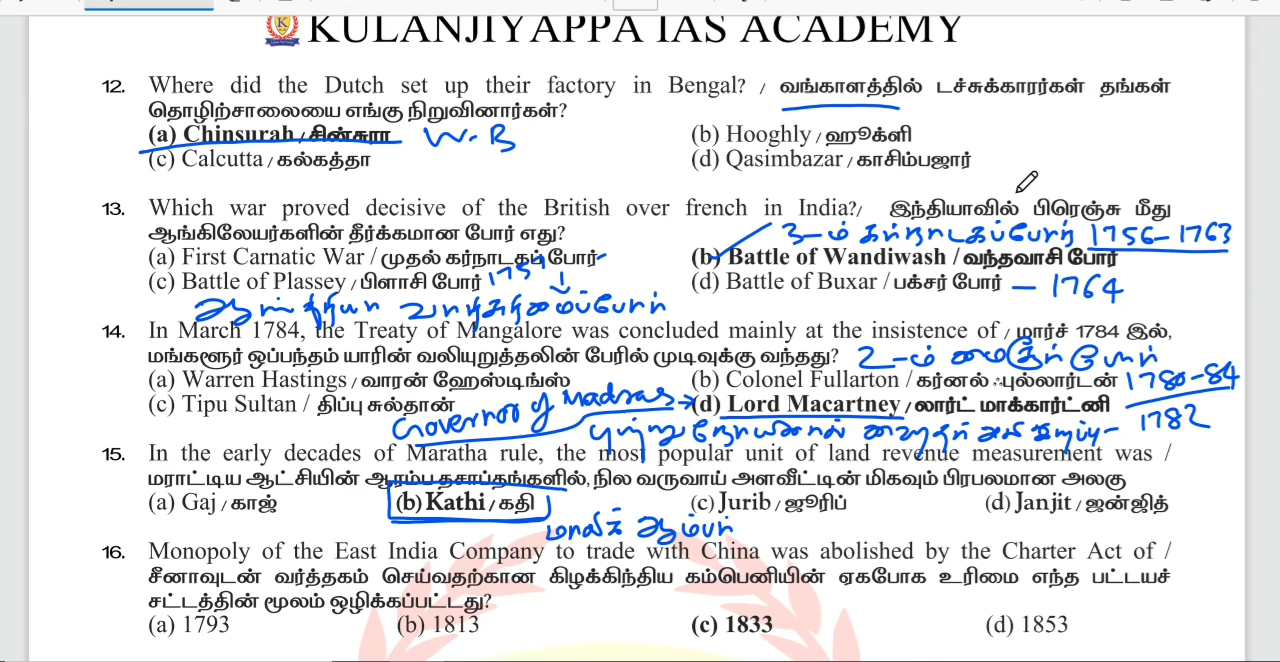 KULANJIYAPPA IAS ACADEMY
12. Where did the Dutch set up their factory in Bengal? / வங்காளத்தில் டச்சுக்காரர்கள் தங்கள்
தொழிற்சாலையை எங்கு நிறுவினார்கள்?
(a) Chinsurah / சின்சுரா W.B (b) Hooghly / ஹூக்ளி
(c) Calcutta / கல்கத்தா (d) Qasimbazar / காசிம்பஜார்
13. Which war proved decisive of the British over french in India?/ இந்தியாவில் பிரெஞ்சு மீது
ஆங்கிலேயர்களின் தீர்க்கமான போர் எது? 3-ம் கர்நாடகப்போர் 1756-1763
(a) First Carnatic War / முதல் கர்நாடகப் போர் (b) Battle of Wandiwash / வந்தவாசி போர்
(c) Battle of Plassey / பிளாசி போர் 1757 (d) Battle of Buxar / பக்சர் போர் - 1764
14. In March 1784, the Treaty of Mangalore was concluded mainly at the insistence of / மார்ச் 1784 இல்,
மங்களூர் ஒப்பந்தம் யாரின் வலியுறுத்தலின் பேரில் முடிவுக்கு வந்தது? 2-ம் மைசூர் போர்
(a) Warren Hastings / வாரன் ஹேஸ்டிங்ஸ் (b) Colonel Fullarton / கர்னல் ஃபுல்லார்டன் 1780-84
(c) Tipu Sultan / திப்பு சுல்தான் (d) Lord Macartney / லார்ட் மாக்கார்ட்னி
Governor of Madras புற்று நோயினால் ஹைதர் அலி இறப்பு - 1782
15. In the early decades of Maratha rule, the most popular unit of land revenue measurement was /
மராட்டிய ஆட்சியின் ஆரம்ப தசாப்தங்களில், நில வருவாய் அளவீட்டின் மிகவும் பிரபலமான அலகு
(a) Gaj / காஜ் (b) Kathi / கதி (c) Jurib / ஜூரிப் (d) Janjit / ஜன்ஜித்
மாலிக் ஆம்பர்
16. Monopoly of the East India Company to trade with China was abolished by the Charter Act of /
சீனாவுடன் வர்த்தகம் செய்வதற்கான கிழக்கிந்திய கம்பெனியின் ஏகபோக உரிமை எந்த பட்டயச்
சட்டத்தின் மூலம் ஒழிக்கப்பட்டது?
(a) 1793 (b) 1813 (c) 1833 (d) 1853